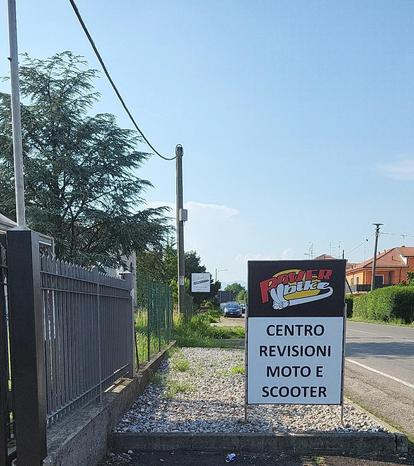 POWER
bike
CENTRO
REVISIONI
MOTO E
SCOOTER